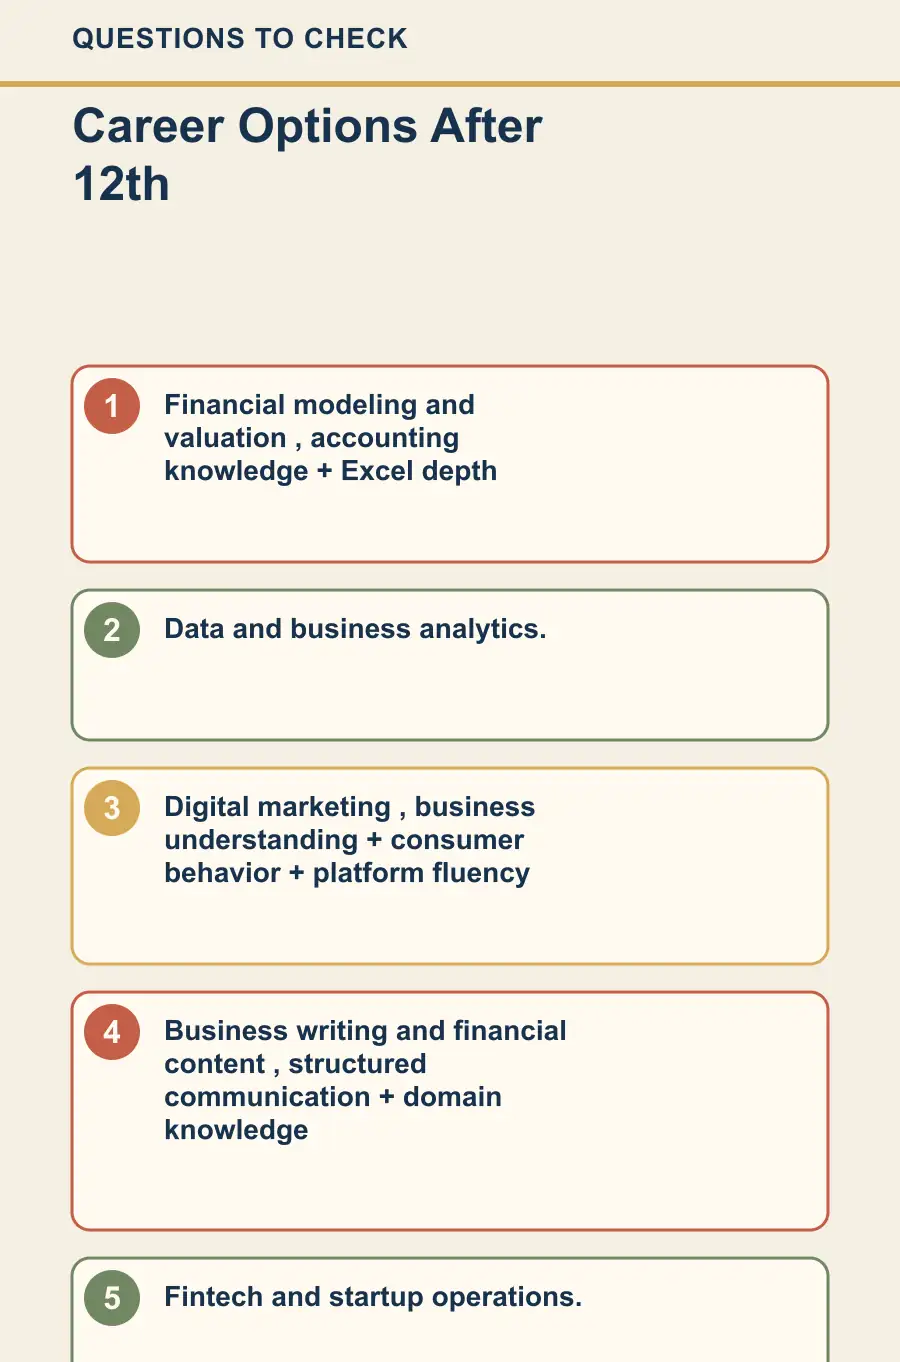 QUESTIONS TO CHECK
Career Options After
12th
1
Financial modeling and
valuation , accounting
knowledge + Excel depth
2
Data and business analytics.
3
Digital marketing , business
understanding + consumer
behavior + platform fluency
4
Business writing and financial
content , structured
communication + domain
knowledge
5
Fintech and startup operations.